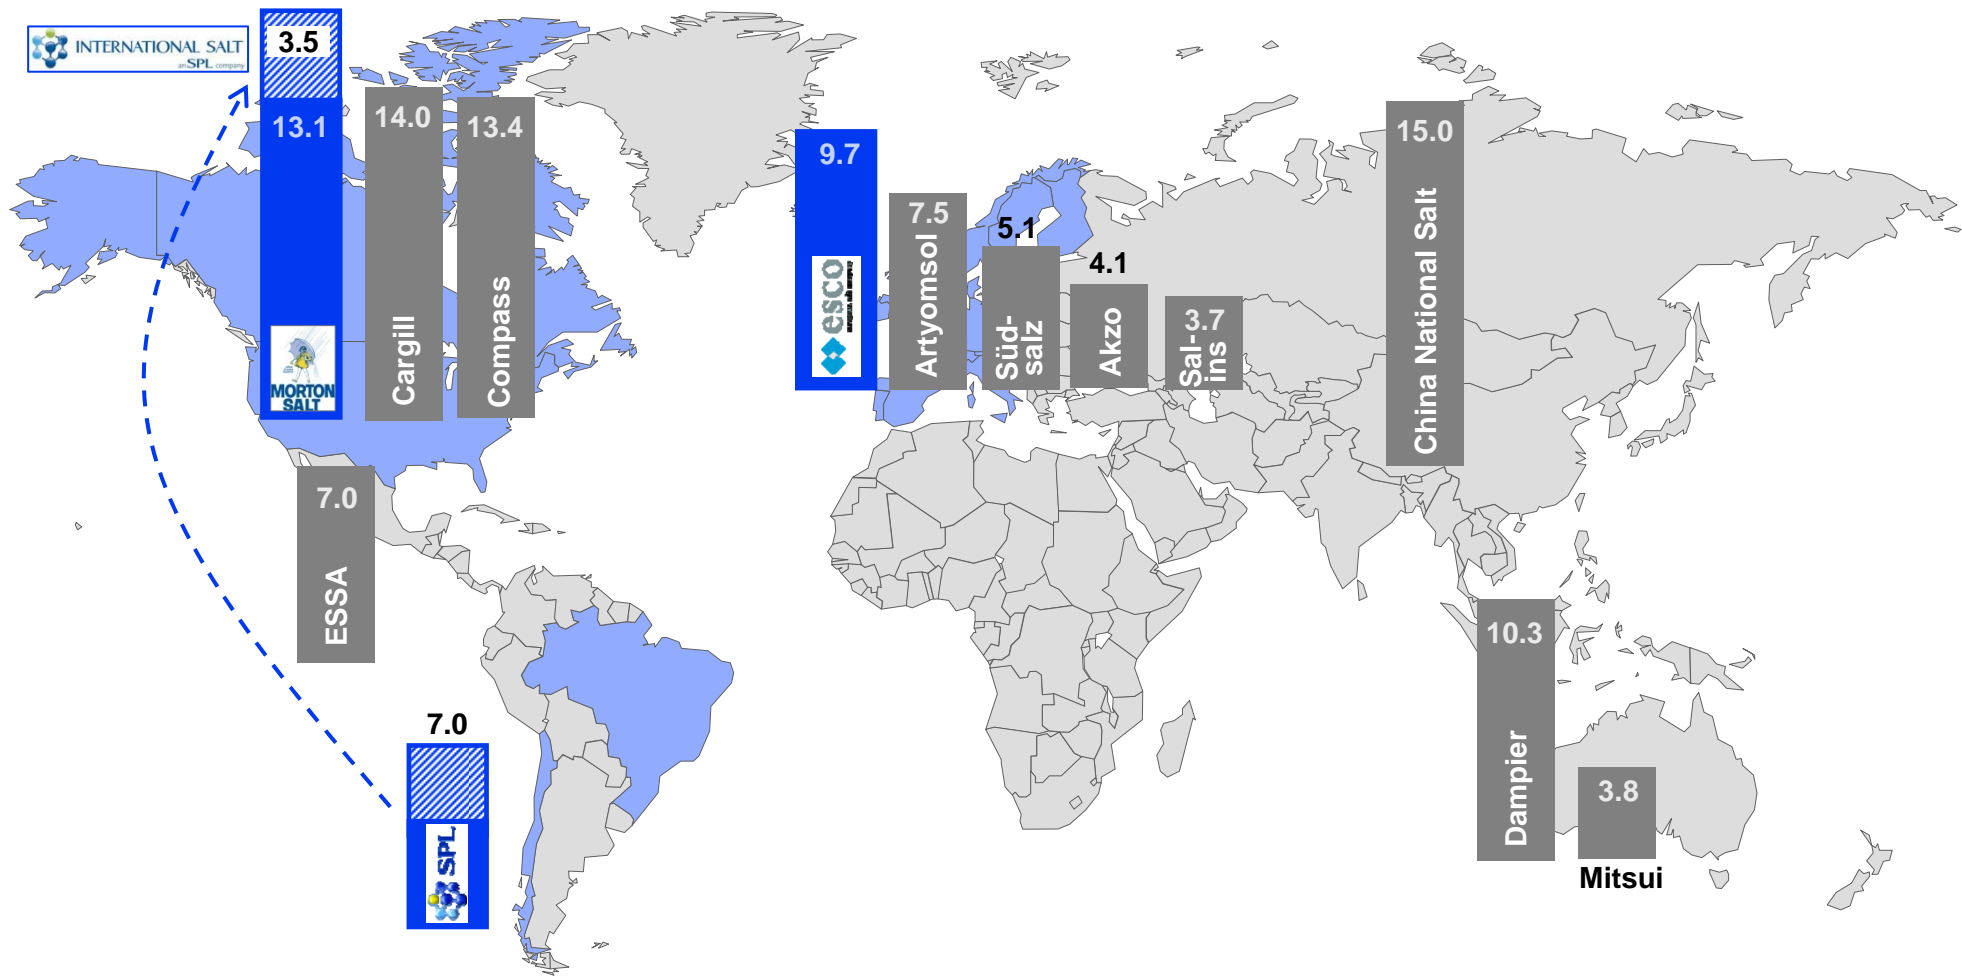 INTERNATIONAL SALT
an SPL company
3.5
13.1
MORTON
SALT
14.0
Cargill
13.4
Compass
7.0
ESSA
7.0
SPL
9.7
esco
7.5
Artyomsol
5.1
Süd-
salz
4.1
Akzo
3.7
Sal-
ins
15.0
China National Salt
10.3
Dampier
3.8
Mitsui